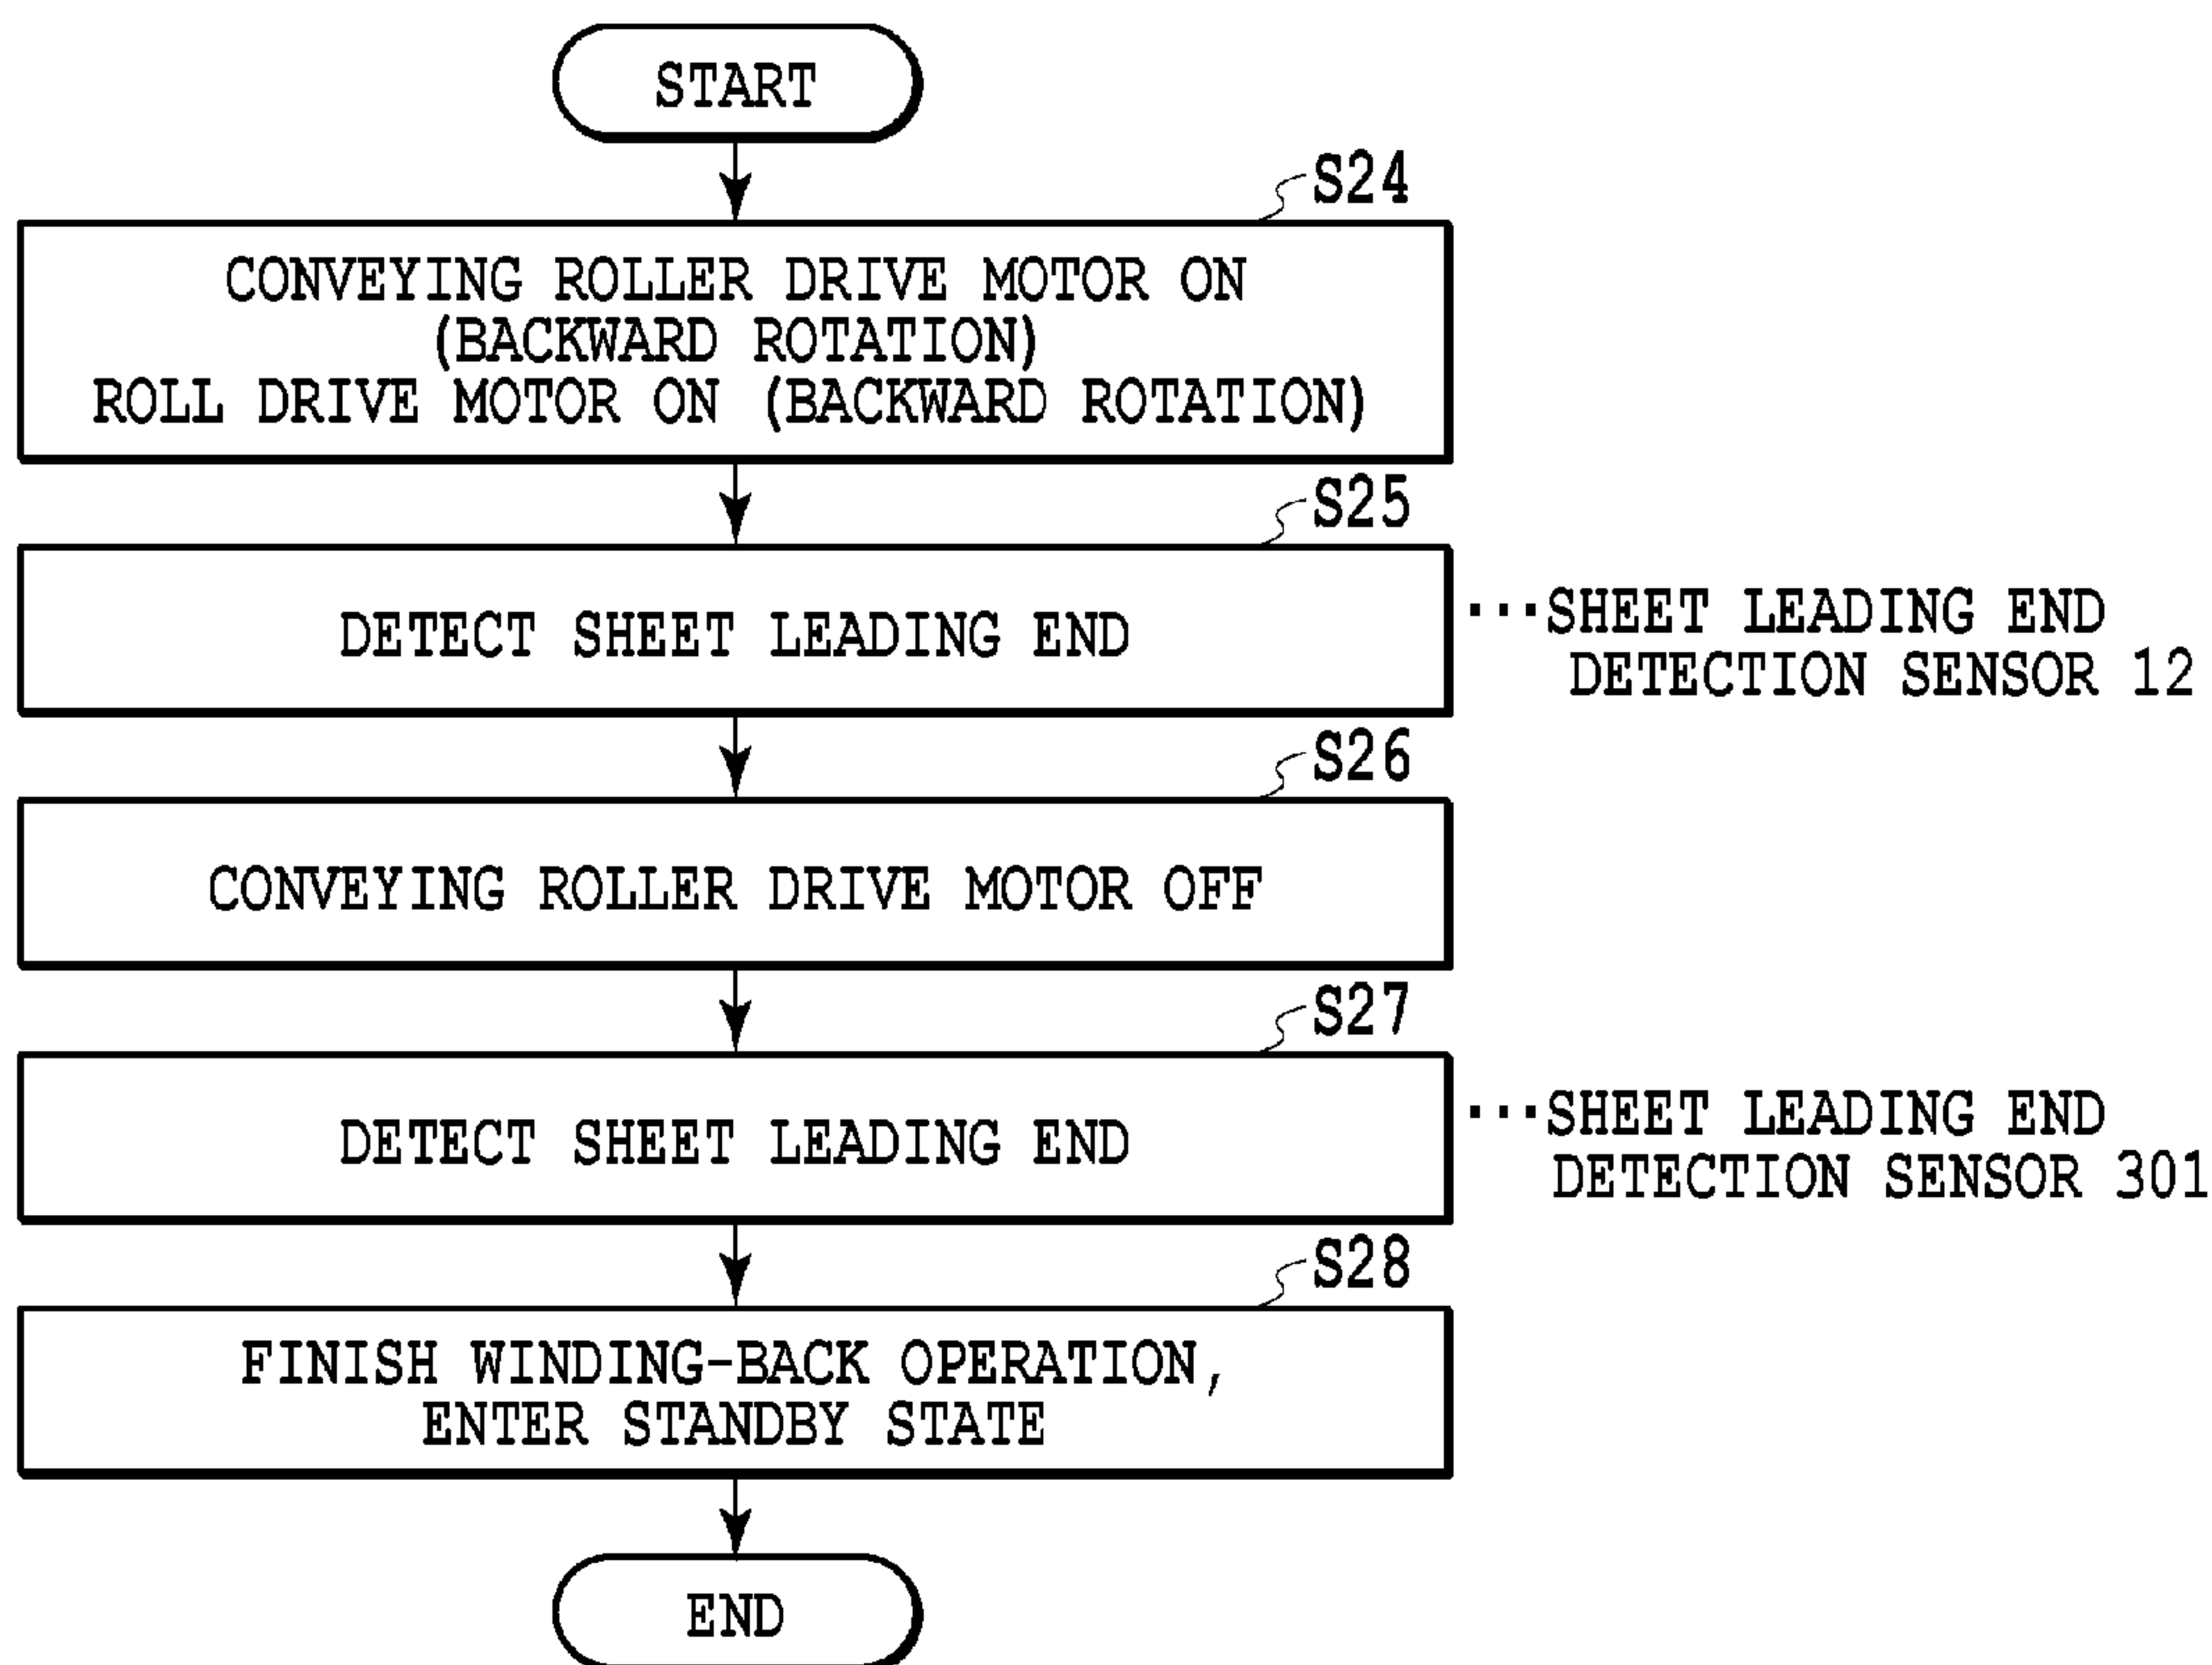 START
S24
CONVEYING ROLLER DRIVE MOTOR ON
(BACKWARD ROTATION)
ROLL DRIVE MOTOR ON (BACKWARD ROTATION)
S25
DETECT SHEET LEADING END
···SHEET LEADING END
DETECTION SENSOR 12
S26
CONVEYING ROLLER DRIVE MOTOR OFF
S27
DETECT SHEET LEADING END
···SHEET LEADING END
DETECTION SENSOR 301
S28
FINISH WINDING-BACK OPERATION,
ENTER STANDBY STATE
END